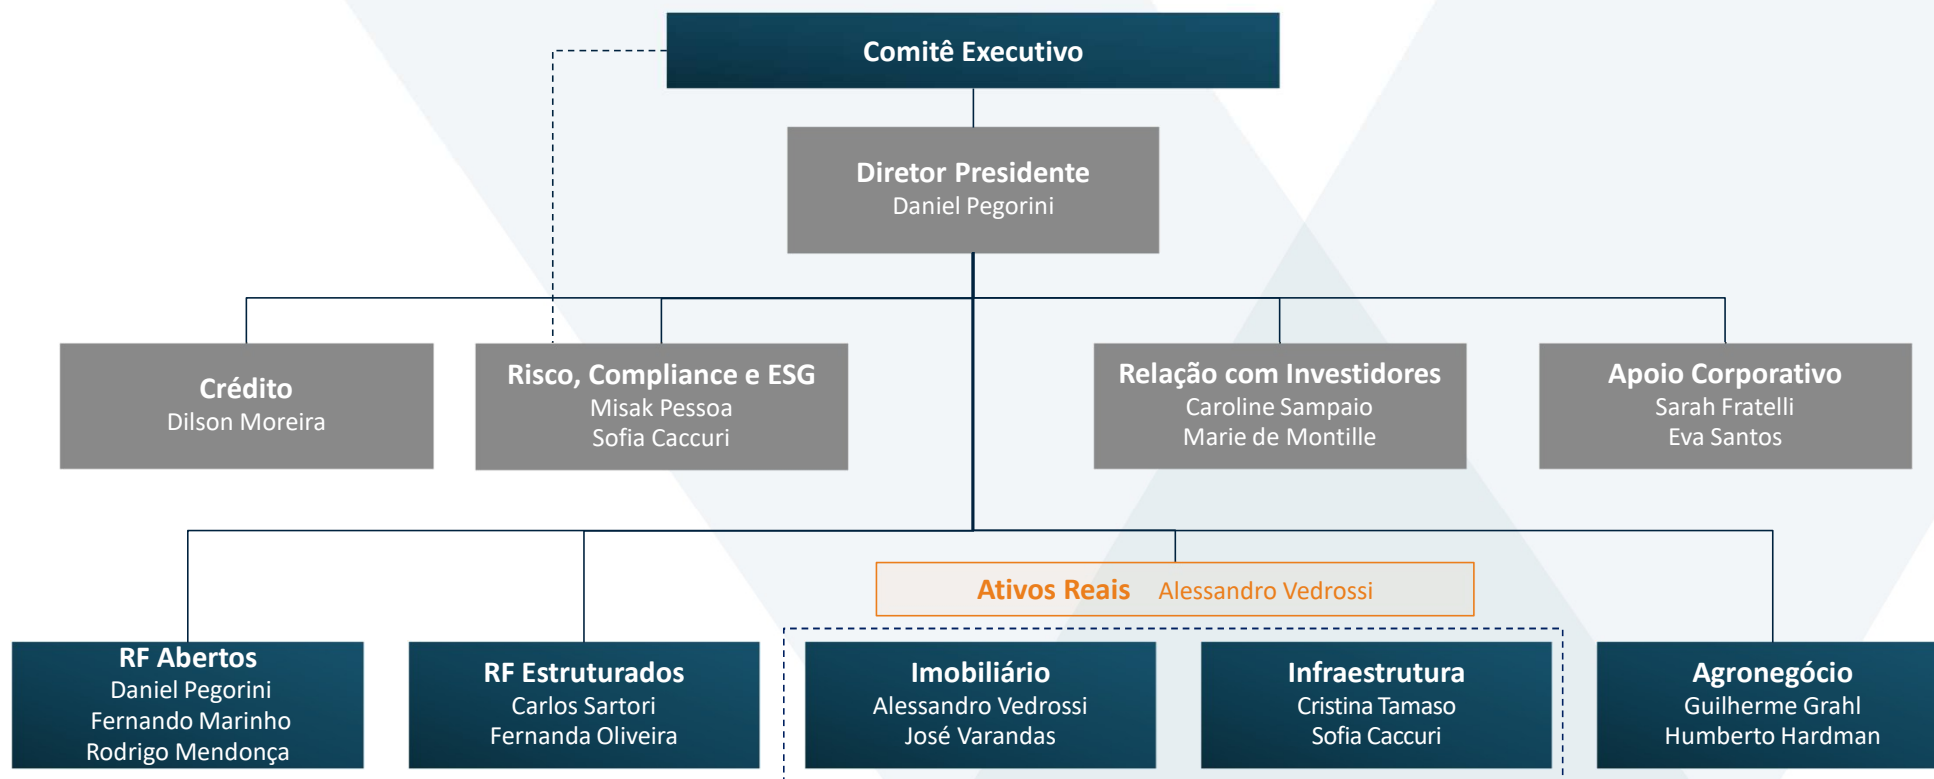 Comitê Executivo
Diretor Presidente
Daniel Pegorini
Crédito
Dilson Moreira
Risco, Compliance e ESG
Misak Pessoa
Sofia Caccuri
Relação com Investidores
Caroline Sampaio
Marie de Montille
Apoio Corporativo
Sarah Fratelli
Eva Santos
Ativos Reais Alessandro Vedrossi
RF Abertos
Daniel Pegorini
Fernando Marinho
Rodrigo Mendonça
RF Estruturados
Carlos Sartori
Fernanda Oliveira
Imobiliário
Alessandro Vedrossi
José Varandas
Infraestrutura
Cristina Tamaso
Sofia Caccuri
Agronegócio
Guilherme Grahl
Humberto Hardman